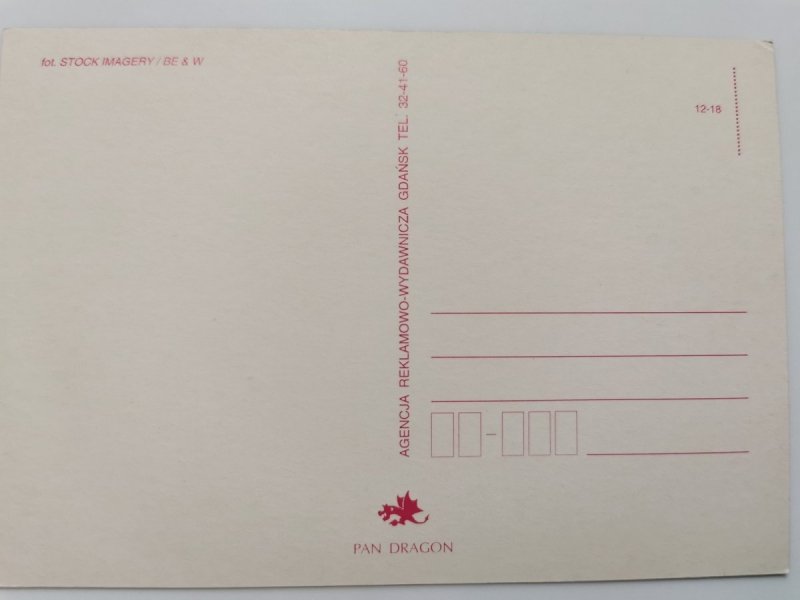 fot. STOCK IMAGERY / BE & W
AGENCJA REKLAMOWO-WYDAWNICZA GDAŃSK TEL. 32-41-60
12-18
PAN DRAGON